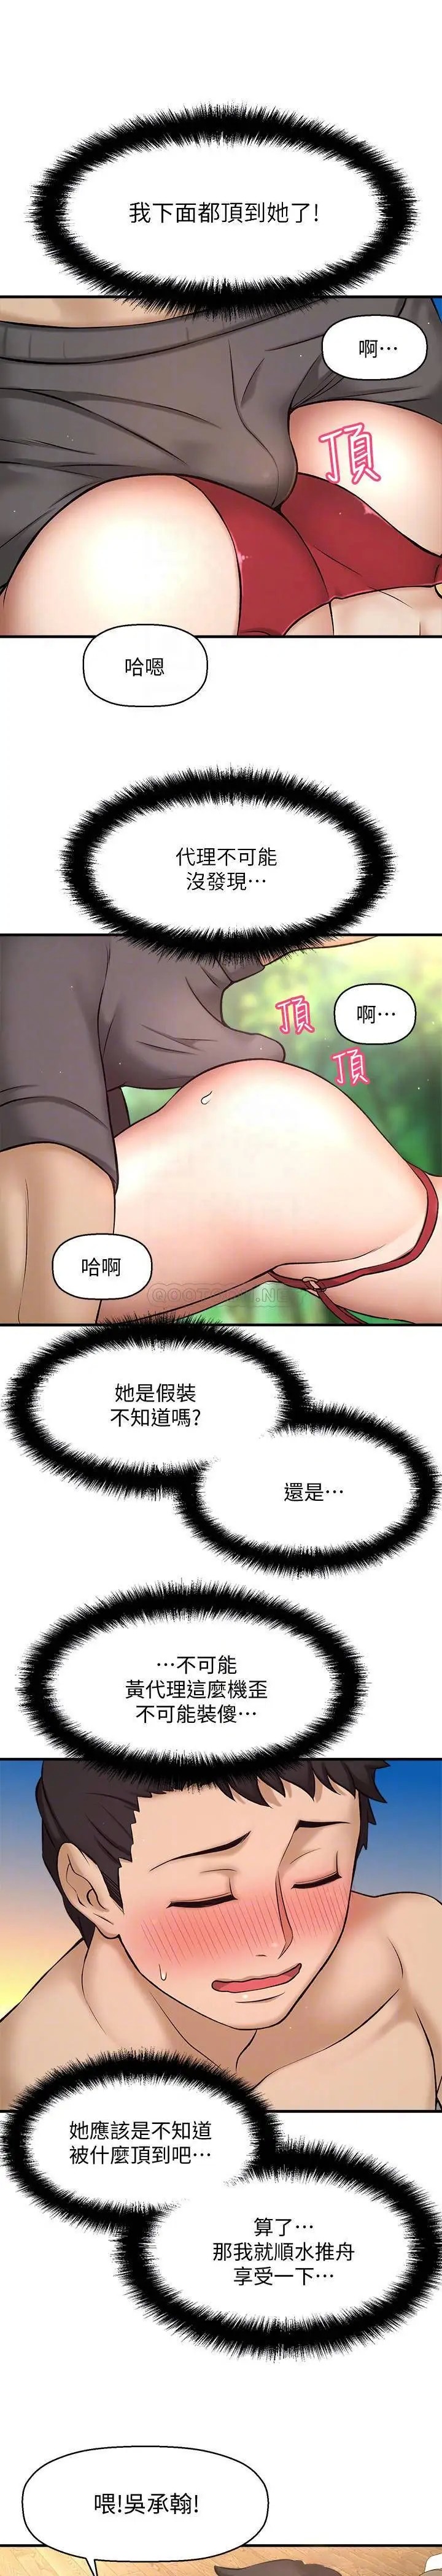 我下面都頂到她了!
啊⋯
頂
哈嗯
代理不可能
沒發現⋯
啊⋯
頂
頂
哈啊
她是假裝
不知道嗎?
還是⋯
⋯不可能
黃代理這麼機歪
不可能裝傻⋯
她應該是不知道
被什麼頂到吧⋯
算了⋯
那我就順水推舟
享受一下⋯
喂!吳承翰!